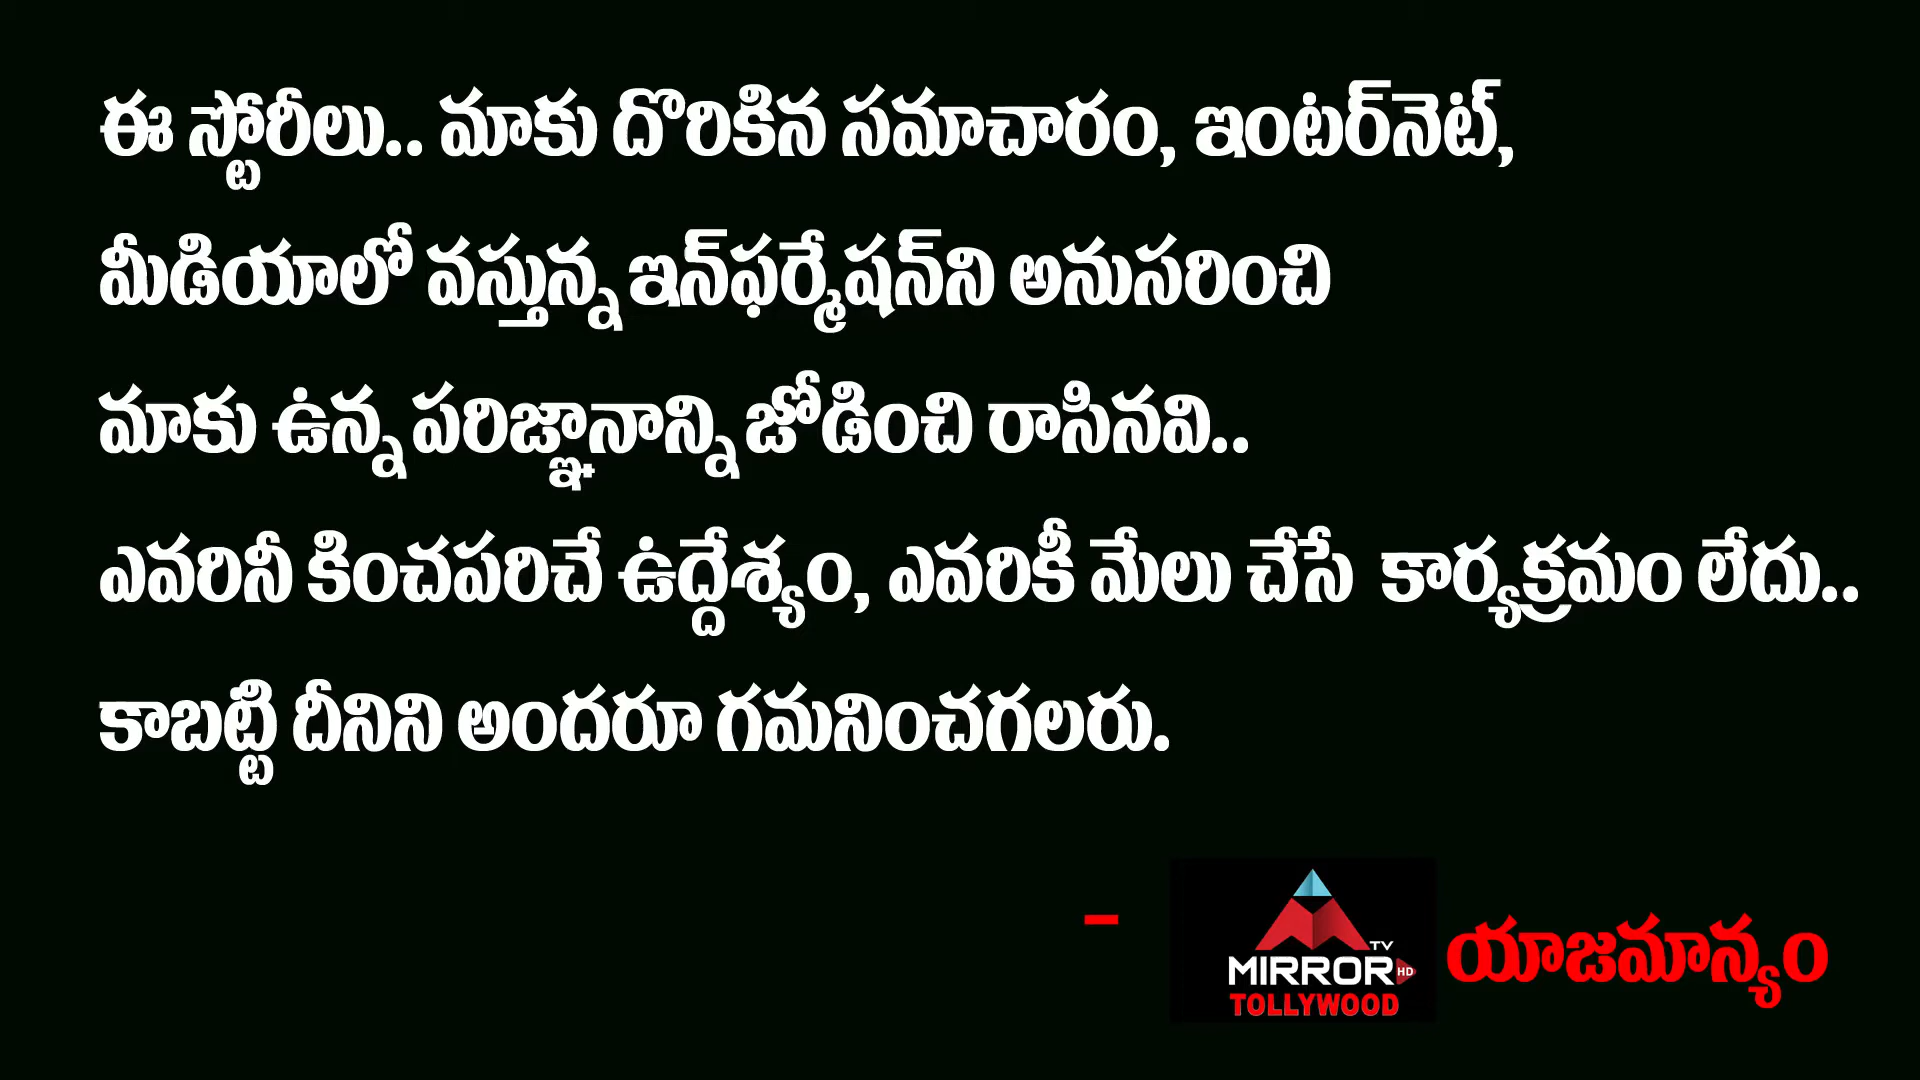 ఈ స్టోరీలు.. మాకు దొరికిన సమాచారం, ఇంటర్‌నెట్,
మీడియాలో వస్తున్న ఇన్‌ఫర్మేషన్‌ని అనుసరించి
మాకు ఉన్న పరిజ్ఞానాన్ని జోడించి రాసినవి..
ఎవరినీ కించపరిచే ఉద్దేశ్యం, ఎవరికీ మేలు చేసే కార్యక్రమం లేదు..
కాబట్టి దీనిని అందరూ గమనించగలరు.
- TV
MIRROR HD
TOLLYWOOD
యాజమాన్యం